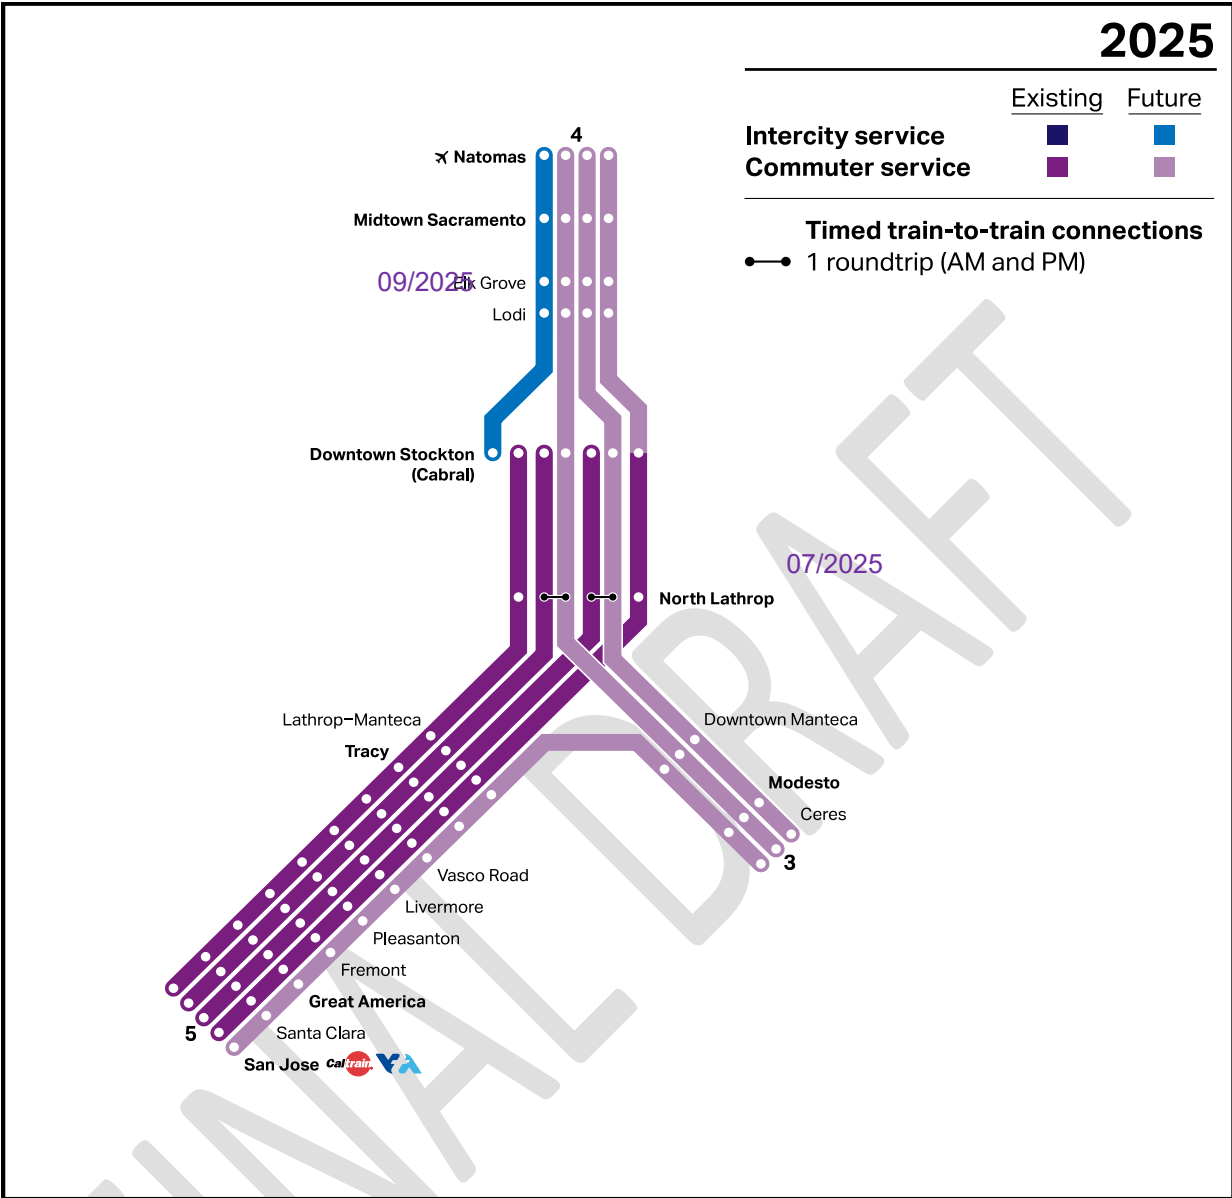 2025
Existing Future
Intercity service
Commuter service
Timed train-to-train connections
1 roundtrip (AM and PM)
4
Natomas
Midtown Sacramento
09/2025
Elk Grove
Lodi
Downtown Stockton
(Cabral)
07/2025
North Lathrop
Lathrop–Manteca
Tracy
Downtown Manteca
Modesto
Ceres
3
Vasco Road
Livermore
Pleasanton
Fremont
Great America
5
Santa Clara
San Jose Caltrain VTA
FINAL DRAFT